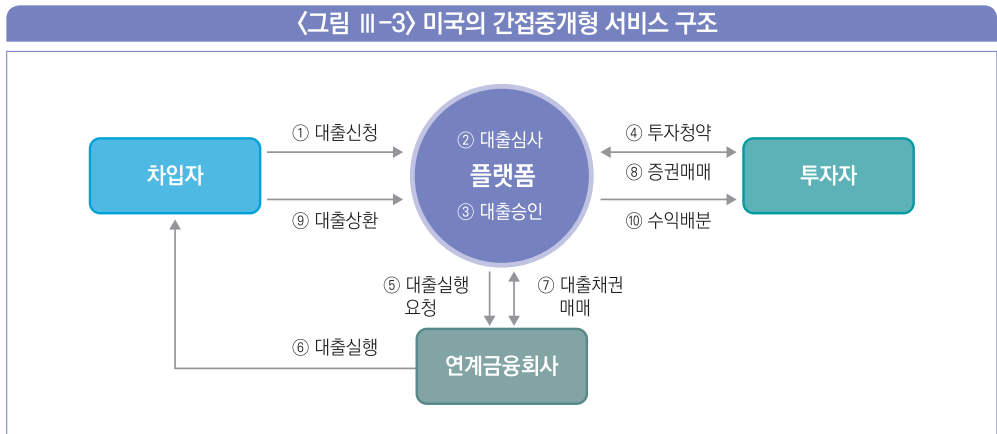 〈그림 Ⅲ-3〉 미국의 간접중개형 서비스 구조
① 대출신청
② 대출심사
④ 투자청약
차입자
플랫폼
⑧ 증권매매
투자자
⑨ 대출상환
③ 대출승인
⑩ 수익배분
⑤ 대출실행
요청
⑦ 대출채권
매매
⑥ 대출실행
연계금융회사